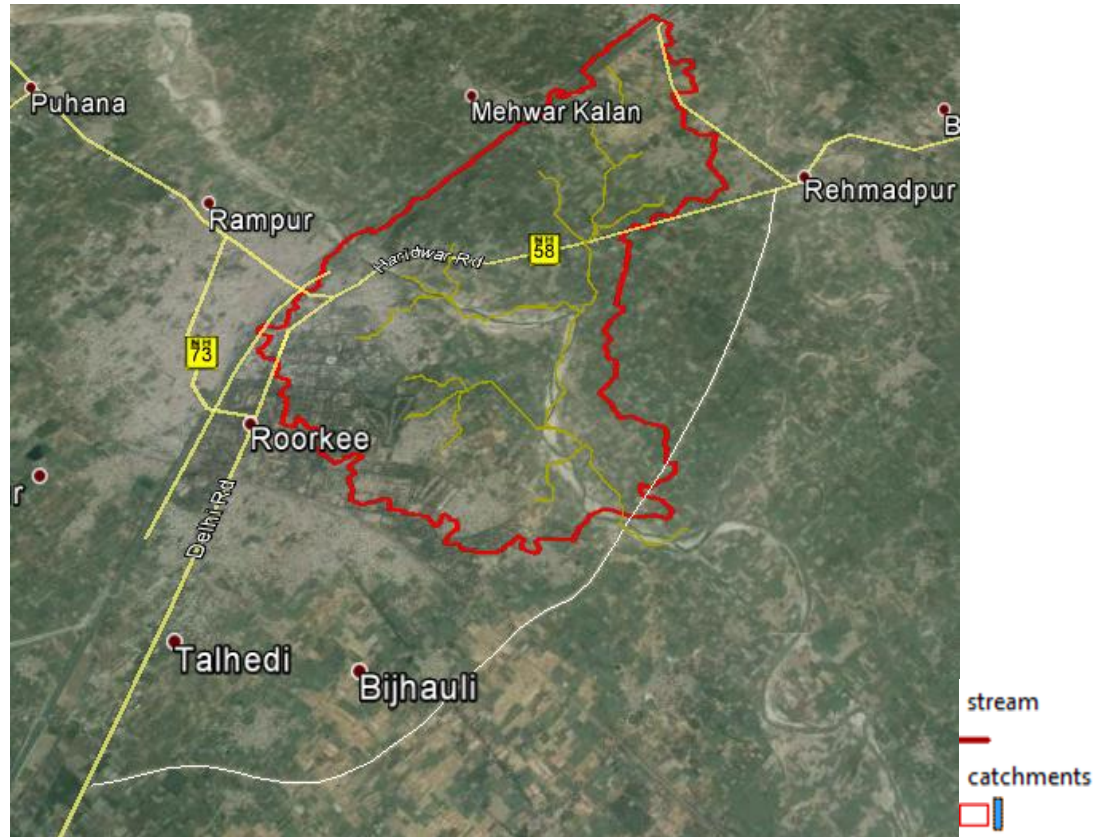 Puhana
Mehwar Kalan
B
Rehmadpur
Rampur
Haridwar Rd
NH
58
NH
73
Roorkee
r
Delhi Rd
Talhedi
Bijhauli
stream
catchments